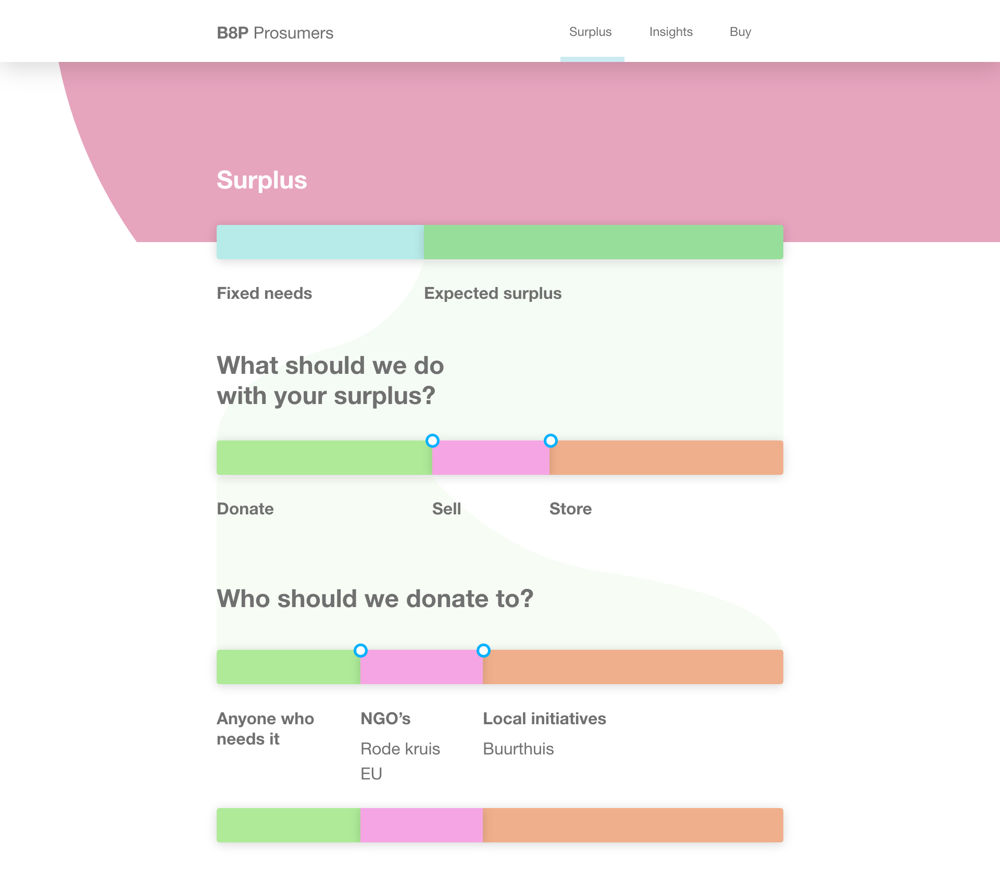 B8P Prosumers
Surplus
Insights
Buy
Surplus
Fixed needs
Expected surplus
What should we do
with your surplus?
Donate
Sell
Store
Who should we donate to?
Anyone who
needs it
NGO’s
Rode kruis
EU
Local initiatives
Buurthuis